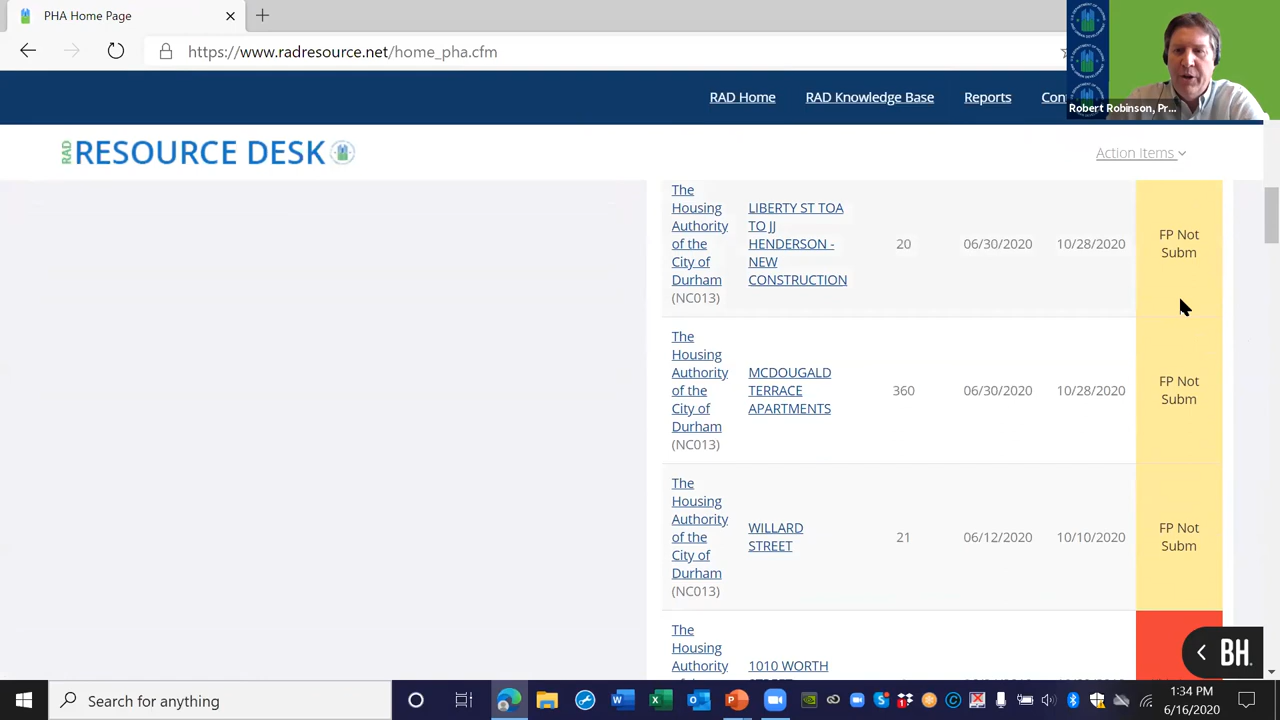 PHA Home Page
https://www.radresource.net/home_pha.cfm
Robert Robinson, Pr...
RAD Home RAD Knowledge Base Reports Con
RAD RESOURCE DESK
Action Items
The
Housing
Authority
of the
City of
Durham
(NC013)
LIBERTY ST TOA
TO JJ
HENDERSON -
NEW
CONSTRUCTION
20
06/30/2020
10/28/2020
FP Not
Subm
The
Housing
Authority
of the
City of
Durham
(NC013)
MCDOUGALD
TERRACE
APARTMENTS
360
06/30/2020
10/28/2020
FP Not
Subm
The
Housing
Authority
of the
City of
Durham
(NC013)
WILLARD
STREET
21
06/12/2020
10/10/2020
FP Not
Subm
The
Housing
Authority
1010 WORTH
BH.
Search for anything
1:34 PM
6/16/2020